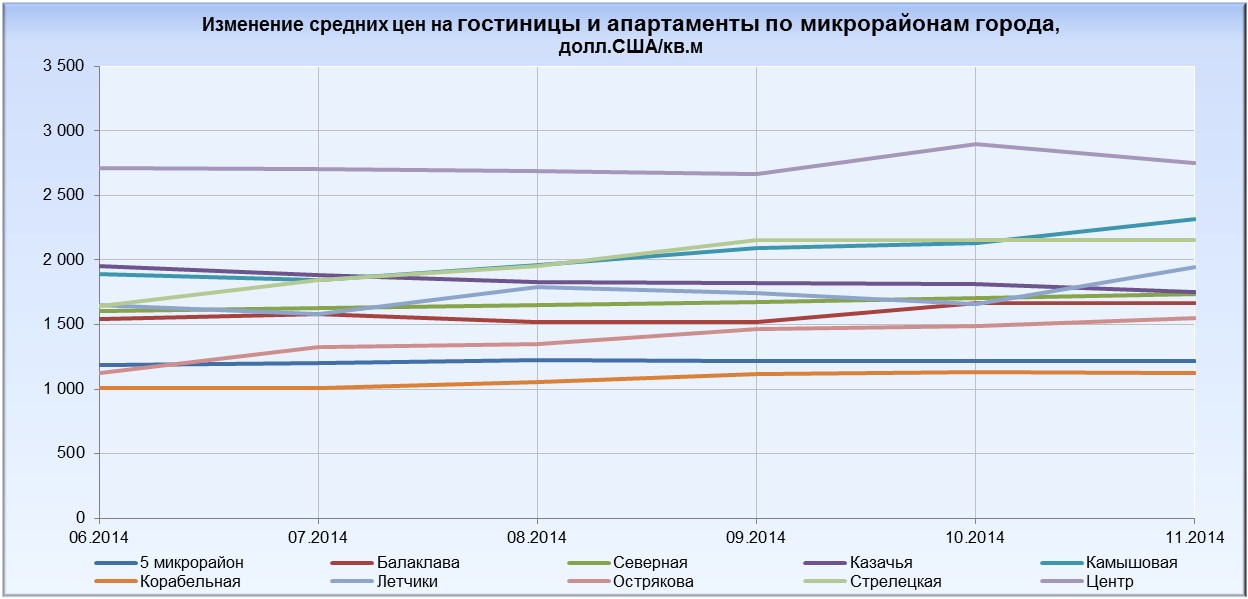 Изменение средних цен на гостиницы и апартаменты по микрорайонам города,
долл.США/кв.м
3 500
3 000
2 500
2 000
1 500
1 000
500
0
06.2014 07.2014 08.2014 09.2014 10.2014 11.2014
5 микрорайон Балаклава Северная Казачья Камышовая
Корабельная Летчики Острякова Стрелецкая Центр